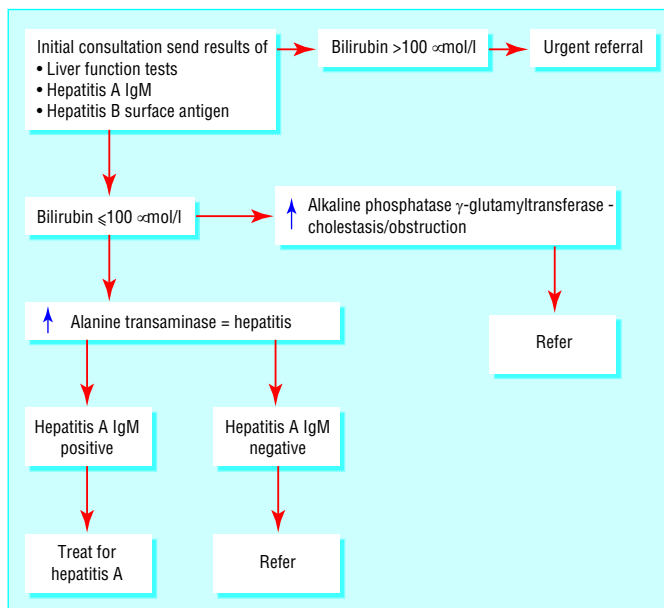 Initial consultation send results of
• Liver function tests
• Hepatitis A IgM
• Hepatitis B surface antigen
Bilirubin >100 ∝mol/l
Urgent referral
Bilirubin ⩽100 ∝mol/l
Alkaline phosphatase γ-glutamyltransferase -
cholestasis/obstruction
Alanine transaminase = hepatitis
Refer
Hepatitis A IgM
positive
Hepatitis A IgM
negative
Treat for
hepatitis A
Refer